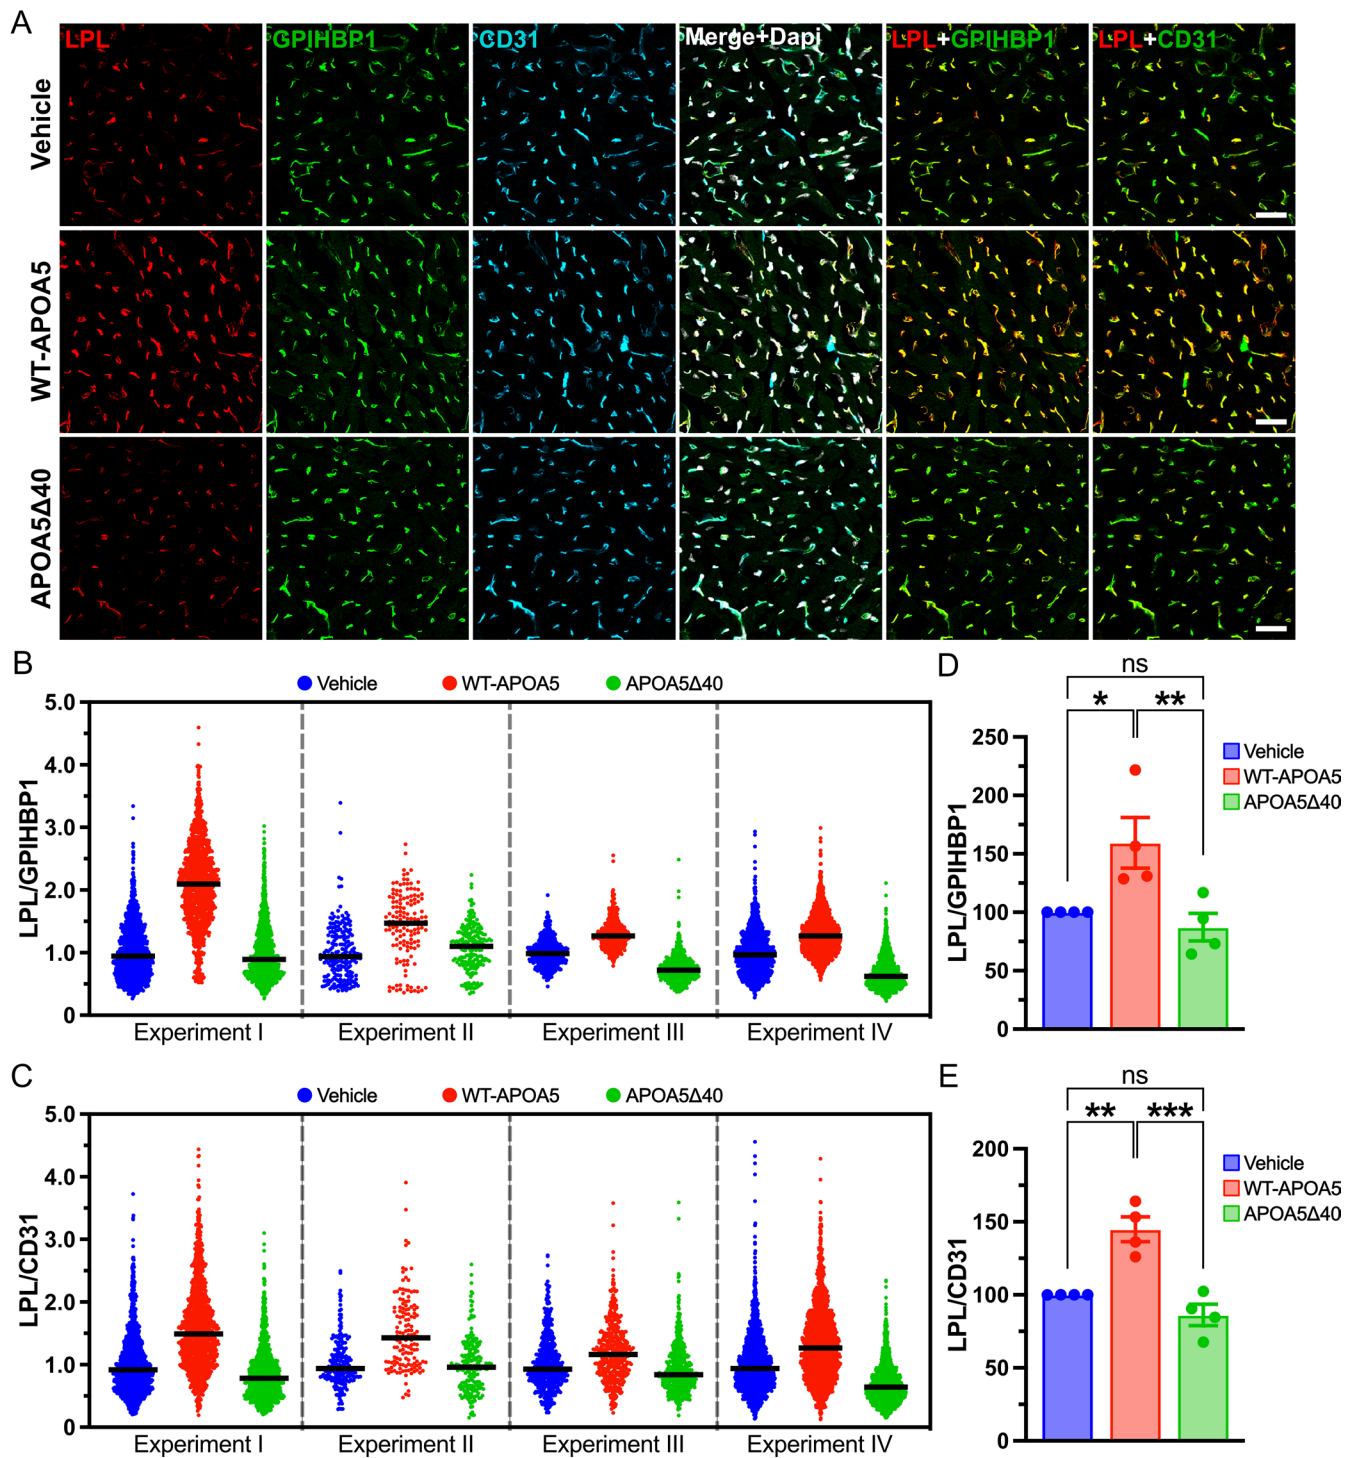 A
LPL
GPIHBP1
CD31
Merge+Dapi
LPL+GPIHBP1
LPL+CD31
Vehicle
WT-APOA5
APOA5Δ40
B
Vehicle
WT-APOA5
APOA5Δ40
5.0
4.0
3.0
2.0
1.0
0
LPL/GPIHBP1
Experiment I
Experiment II
Experiment III
Experiment IV
D
ns
*
**
250
200
150
100
50
0
LPL/GPIHBP1
Vehicle
WT-APOA5
APOA5Δ40
C
Vehicle
WT-APOA5
APOA5Δ40
5.0
4.0
3.0
2.0
1.0
0
LPL/CD31
Experiment I
Experiment II
Experiment III
Experiment IV
E
ns
**
***
200
150
100
50
0
LPL/CD31
Vehicle
WT-APOA5
APOA5Δ40